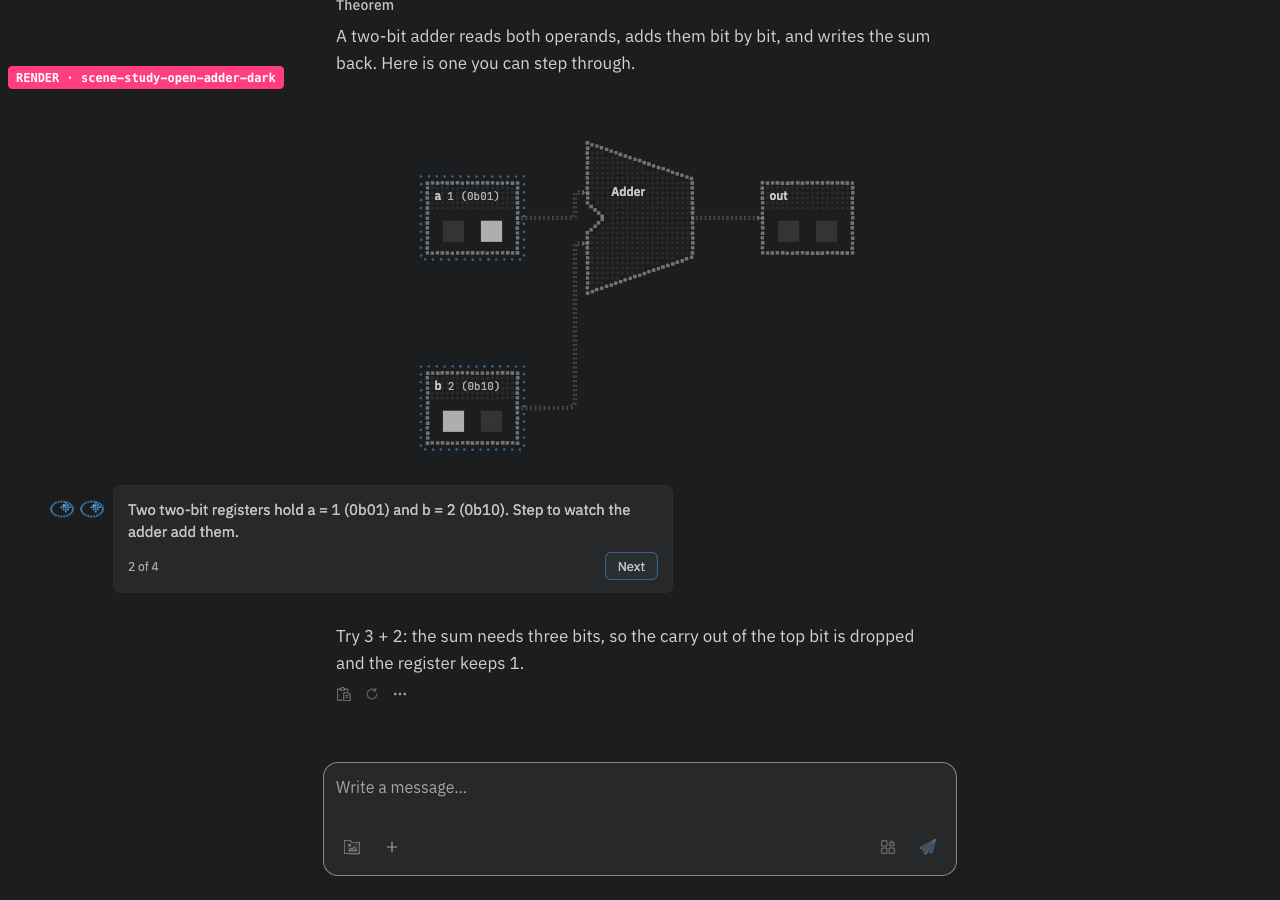 Theorem
A two-bit adder reads both operands, adds them bit by bit, and writes the sum
back. Here is one you can step through.
RENDER · scene-study-open-adder-dark
Adder
a 1 (0b01)
out
b 2 (0b10)
Two two-bit registers hold a = 1 (0b01) and b = 2 (0b10). Step to watch the
adder add them.
2 of 4
Next
Try 3 + 2: the sum needs three bits, so the carry out of the top bit is dropped
and the register keeps 1.
Write a message...